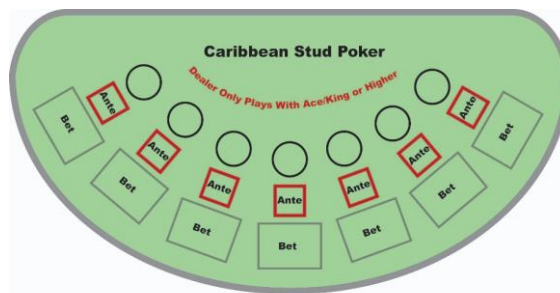 Caribbean Stud Poker
Dealer Only Plays With Ace/King or Higher
Ante
Bet
Ante
Bet
Ante
Bet
Ante
Bet
Ante
Bet
Ante
Bet
Ante
Bet